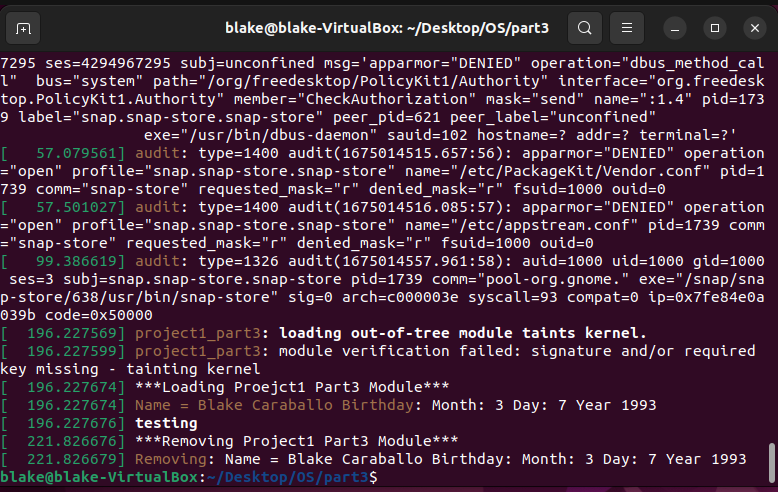 blake@blake-VirtualBox: ~/Desktop/OS/part3
7295 ses=4294967295 subj=unconfined msg='apparmor="DENIED" operation="dbus_method_cal
l"  bus="system" path="/org/freedesktop/PolicyKit1/Authority" interface="org.freedesk
top.PolicyKit1.Authority" member="CheckAuthorization" mask="send" name=":1.4" pid=173
9 label="snap.snap-store.snap-store" peer_pid=621 peer_label="unconfined"
exe="/usr/bin/dbus-daemon" sauid=102 hostname=? addr=? terminal=?'
[   57.079561] audit: type=1400 audit(1675014515.657:56): apparmor="DENIED" operation
="open" profile="snap.snap-store.snap-store" name="/etc/PackageKit/Vendor.conf" pid=1
739 comm="snap-store" requested_mask="r" denied_mask="r" fsuid=1000 ouid=0
[   57.501027] audit: type=1400 audit(1675014516.085:57): apparmor="DENIED" operation
="open" profile="snap.snap-store.snap-store" name="/etc/appstream.conf" pid=1739 comm
="snap-store" requested_mask="r" denied_mask="r" fsuid=1000 ouid=0
[   99.386619] audit: type=1326 audit(1675014557.961:58): auid=1000 uid=1000 gid=1000
 ses=3 subj=snap.snap-store.snap-store pid=1739 comm="pool-org.gnome." exe="/snap/sna
p-store/638/usr/bin/snap-store" sig=0 arch=c000003e syscall=93 compat=0 ip=0x7fe84e0a
039b code=0x50000
[  196.227569] project1_part3: loading out-of-tree module taints kernel.
[  196.227599] project1_part3: module verification failed: signature and/or required
key missing - tainting kernel
[  196.227674] ***Loading Proejct1 Part3 Module***
[  196.227674] Name = Blake Caraballo Birthday: Month: 3 Day: 7 Year 1993
[  196.227676] testing
[  221.826676] ***Removing Project1 Part3 Module***
[  221.826679] Removing: Name = Blake Caraballo Birthday: Month: 3 Day: 7 Year 1993
blake@blake-VirtualBox:~/Desktop/OS/part3$